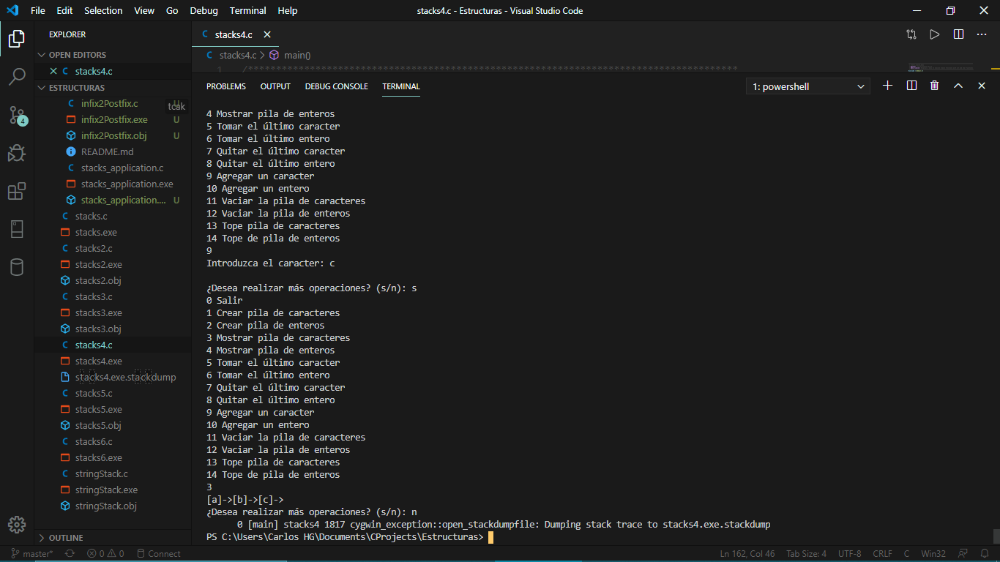 File Edit Selection View Go Debug Terminal Help
stacks4.c - Estructuras - Visual Studio Code
EXPLORER
OPEN EDITORS
stacks4.c
ESTRUCTURAS
infix2Postfix.c
tcak
infix2Postfix.exe U
infix2Postfix.obj U
README.md
stacks_application.c
stacks_application.exe
stacks_application.... U
stacks.c
stacks.exe
stacks2.c
stacks2.exe
stacks2.obj
stacks3.c
stacks3.exe
stacks3.obj
stacks4.c
stacks4.exe
stacks4.exe.stackdump
stacks5.c
stacks5.exe
stacks5.obj
stacks6.c
stacks6.exe
stringStack.c
stringStack.exe
stringStack.obj
OUTLINE
4
stacks4.c
stacks4.c > main()
1 /******************************************************************************
PROBLEMS OUTPUT DEBUG CONSOLE TERMINAL
1: powershell
4 Mostrar pila de enteros
5 Tomar el último caracter
6 Tomar el último entero
7 Quitar el último caracter
8 Quitar el último entero
9 Agregar un caracter
10 Agregar un entero
11 Vaciar la pila de caracteres
12 Vaciar la pila de enteros
13 Tope pila de caracteres
14 Tope de pila de enteros
9
Introduzca el caracter: c
¿Desea realizar más operaciones? (s/n): s
0 Salir
1 Crear pila de caracteres
2 Crear pila de enteros
3 Mostrar pila de caracteres
4 Mostrar pila de enteros
5 Tomar el último caracter
6 Tomar el último entero
7 Quitar el último caracter
8 Quitar el último entero
9 Agregar un caracter
10 Agregar un entero
11 Vaciar la pila de caracteres
12 Vaciar la pila de enteros
13 Tope pila de caracteres
14 Tope de pila de enteros
3
[a]->[b]->[c]->
¿Desea realizar más operaciones? (s/n): n
0 [main] stacks4 1817 cygwin_exception::open_stackdumpfile: Dumping stack trace to stacks4.exe.stackdump
PS C:\Users\Carlos HG\Documents\CProjects\Estructuras>
master* 0 0 Connect
Ln 162, Col 46 Tab Size: 4 UTF-8 CRLF C Win32